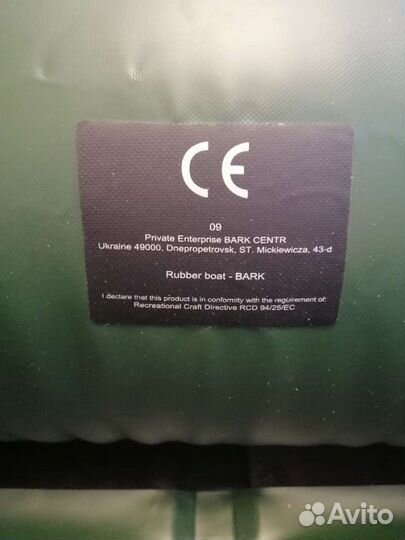 CE
09
Private Enterprise BARK CENTR
Ukraine 49000, Dnepropetrovsk, ST. Mickiewicza, 43-d
Rubber boat - BARK
I declare that this product is in conformity with the requirement of:
Recreational Craft Directive RCD 94/25/EC
Avito